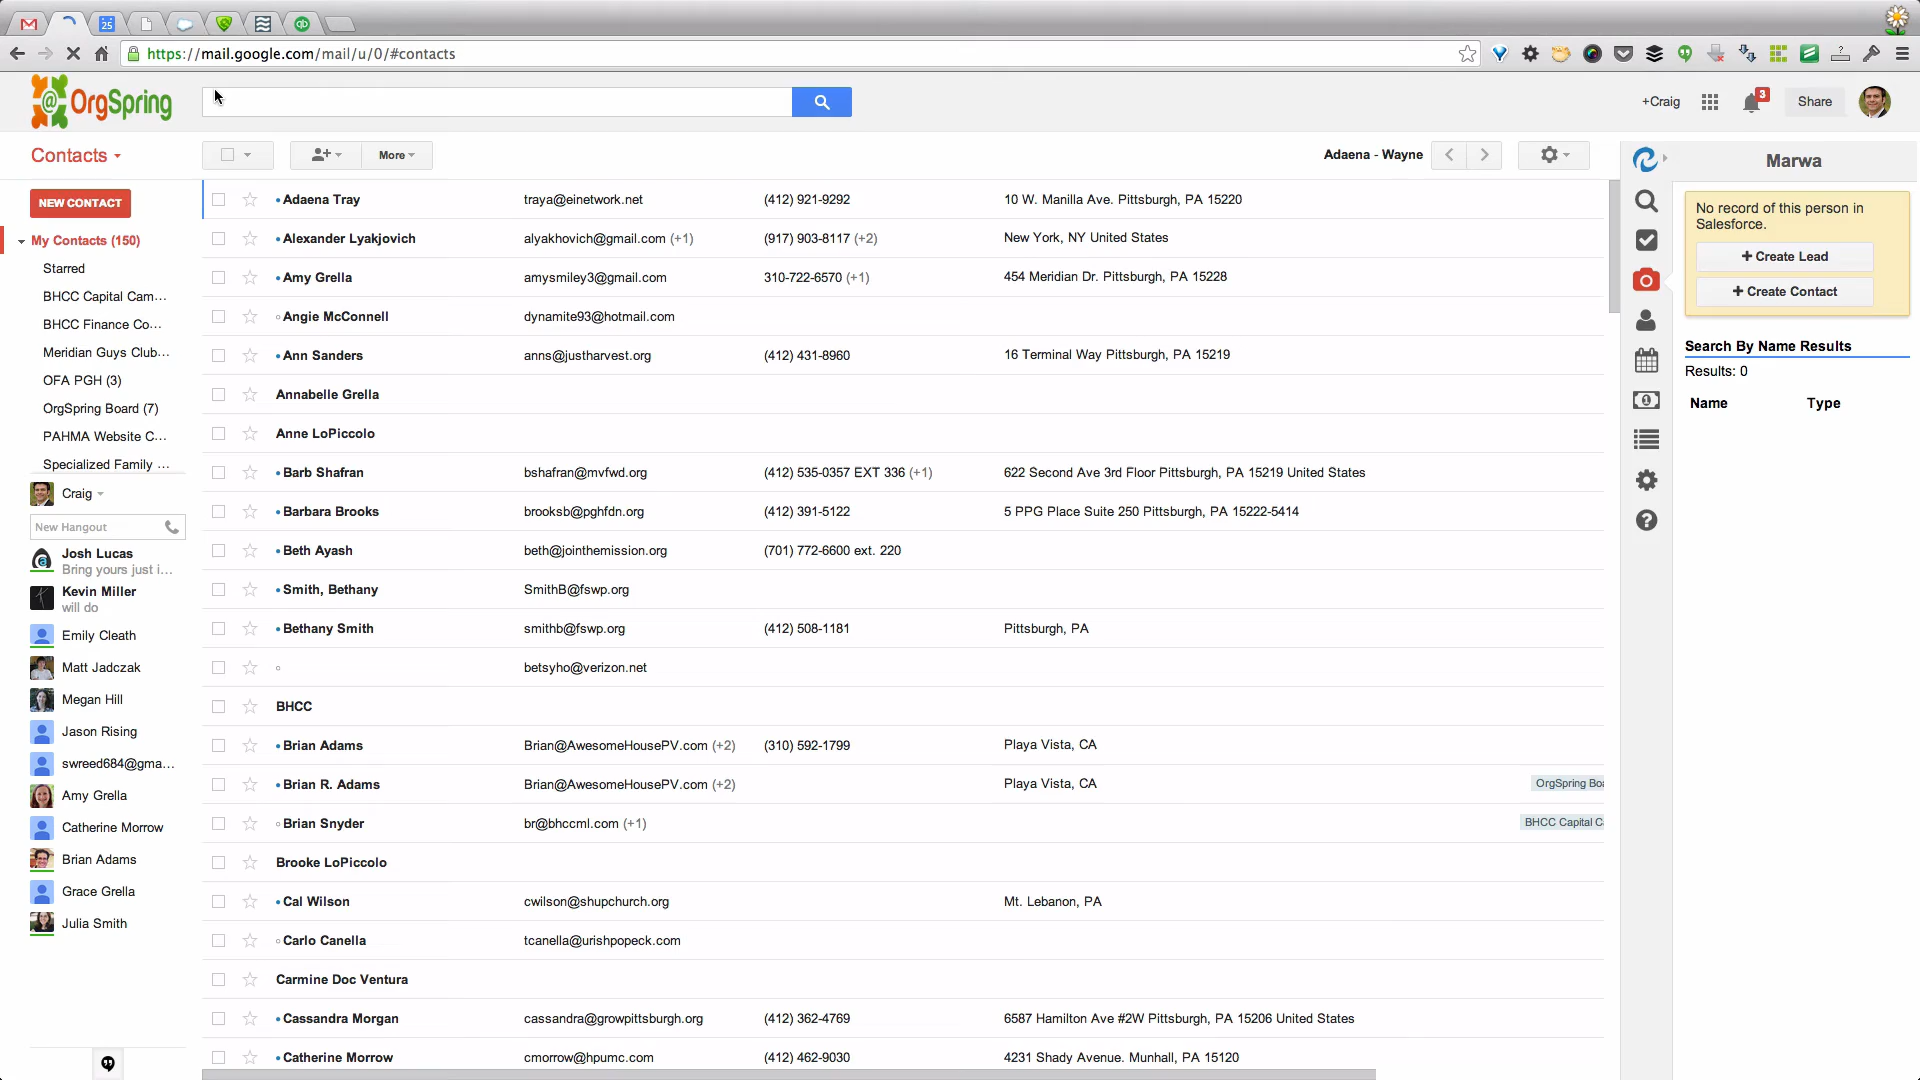 25
https://mail.google.com/mail/u/0/#contacts
@OrgSpring
+Craig
3
Share
Contacts
More
Adaena - Wayne
Marwa
NEW CONTACT
My Contacts (150)
Starred
BHCC Capital Cam...
BHCC Finance Co...
Meridian Guys Club...
OFA PGH (3)
OrgSpring Board (7)
PAHMA Website C...
Specialized Family ...
Craig
New Hangout
Josh Lucas
Bring yours just i...
Kevin Miller
will do
Emily Cleath
Matt Jadczak
Megan Hill
Jason Rising
swreed684@gma...
Amy Grella
Catherine Morrow
Brian Adams
Grace Grella
Julia Smith
Adaena Tray traya@einetwork.net (412) 921-9292 10 W. Manilla Ave. Pittsburgh, PA 15220
Alexander Lyakjovich alyakhovich@gmail.com (+1) (917) 903-8117 (+2) New York, NY United States
Amy Grella amysmiley3@gmail.com 310-722-6570 (+1) 454 Meridian Dr. Pittsburgh, PA 15228
Angie McConnell dynamite93@hotmail.com
Ann Sanders anns@justharvest.org (412) 431-8960 16 Terminal Way Pittsburgh, PA 15219
Annabelle Grella
Anne LoPiccolo
Barb Shafran bshafran@mvfwd.org (412) 535-0357 EXT 336 (+1) 622 Second Ave 3rd Floor Pittsburgh, PA 15219 United States
Barbara Brooks brooksb@pghfdn.org (412) 391-5122 5 PPG Place Suite 250 Pittsburgh, PA 15222-5414
Beth Ayash beth@jointhemission.org (701) 772-6600 ext. 220
Smith, Bethany SmithB@fswp.org
Bethany Smith smithb@fswp.org (412) 508-1181 Pittsburgh, PA
betsyho@verizon.net
BHCC
Brian Adams Brian@AwesomeHousePV.com (+2) (310) 592-1799 Playa Vista, CA
Brian R. Adams Brian@AwesomeHousePV.com (+2) Playa Vista, CA OrgSpring Boa
Brian Snyder br@bhccml.com (+1) BHCC Capital C
Brooke LoPiccolo
Cal Wilson cwilson@shupchurch.org Mt. Lebanon, PA
Carlo Canella tcanella@urishpopeck.com
Carmine Doc Ventura
Cassandra Morgan cassandra@growpittsburgh.org (412) 362-4769 6587 Hamilton Ave #2W Pittsburgh, PA 15206 United States
Catherine Morrow cmorrow@hpumc.com (412) 462-9030 4231 Shady Avenue. Munhall, PA 15120
No record of this person in
Salesforce.
+ Create Lead
+ Create Contact
Search By Name Results
Results: 0
Name Type